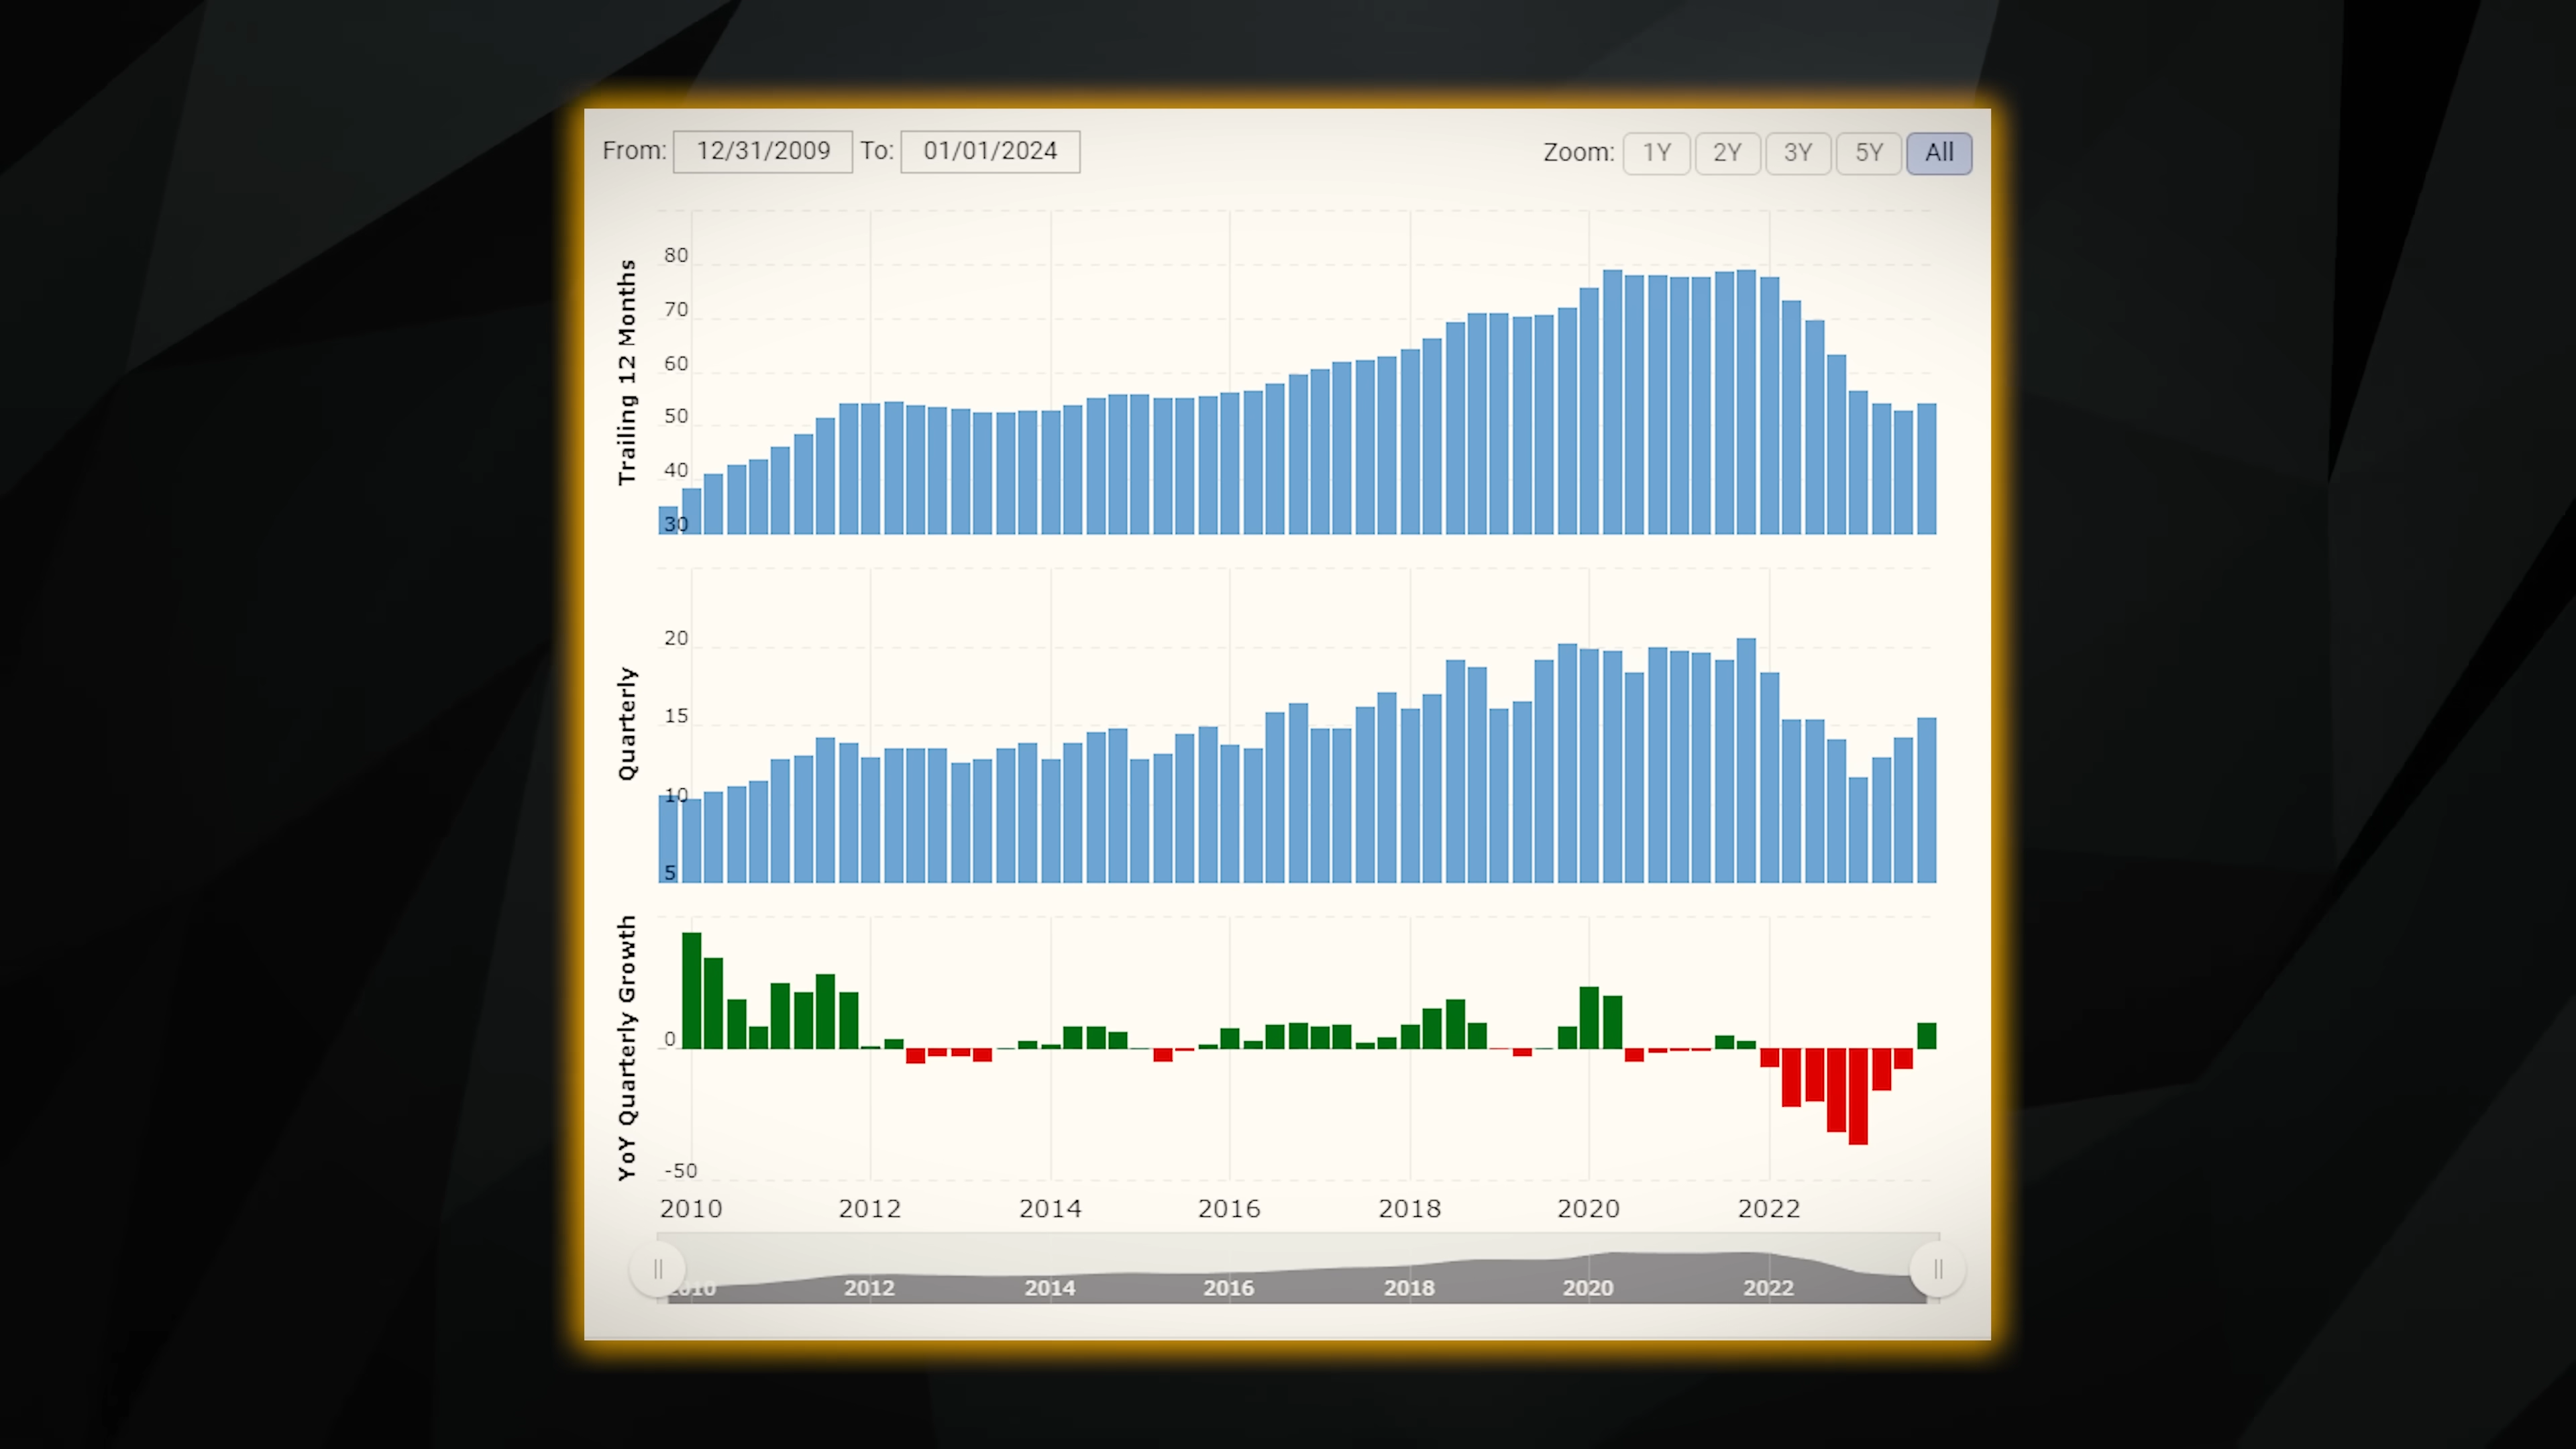 From: 12/31/2009 To: 01/01/2024
Zoom: 1Y 2Y 3Y 5Y All
Trailing 12 Months
80
70
60
50
40
30
Quarterly
20
15
10
5
YoY Quarterly Growth
0
-50
2010 2012 2014 2016 2018 2020 2022
2010 2012 2014 2016 2018 2020 2022